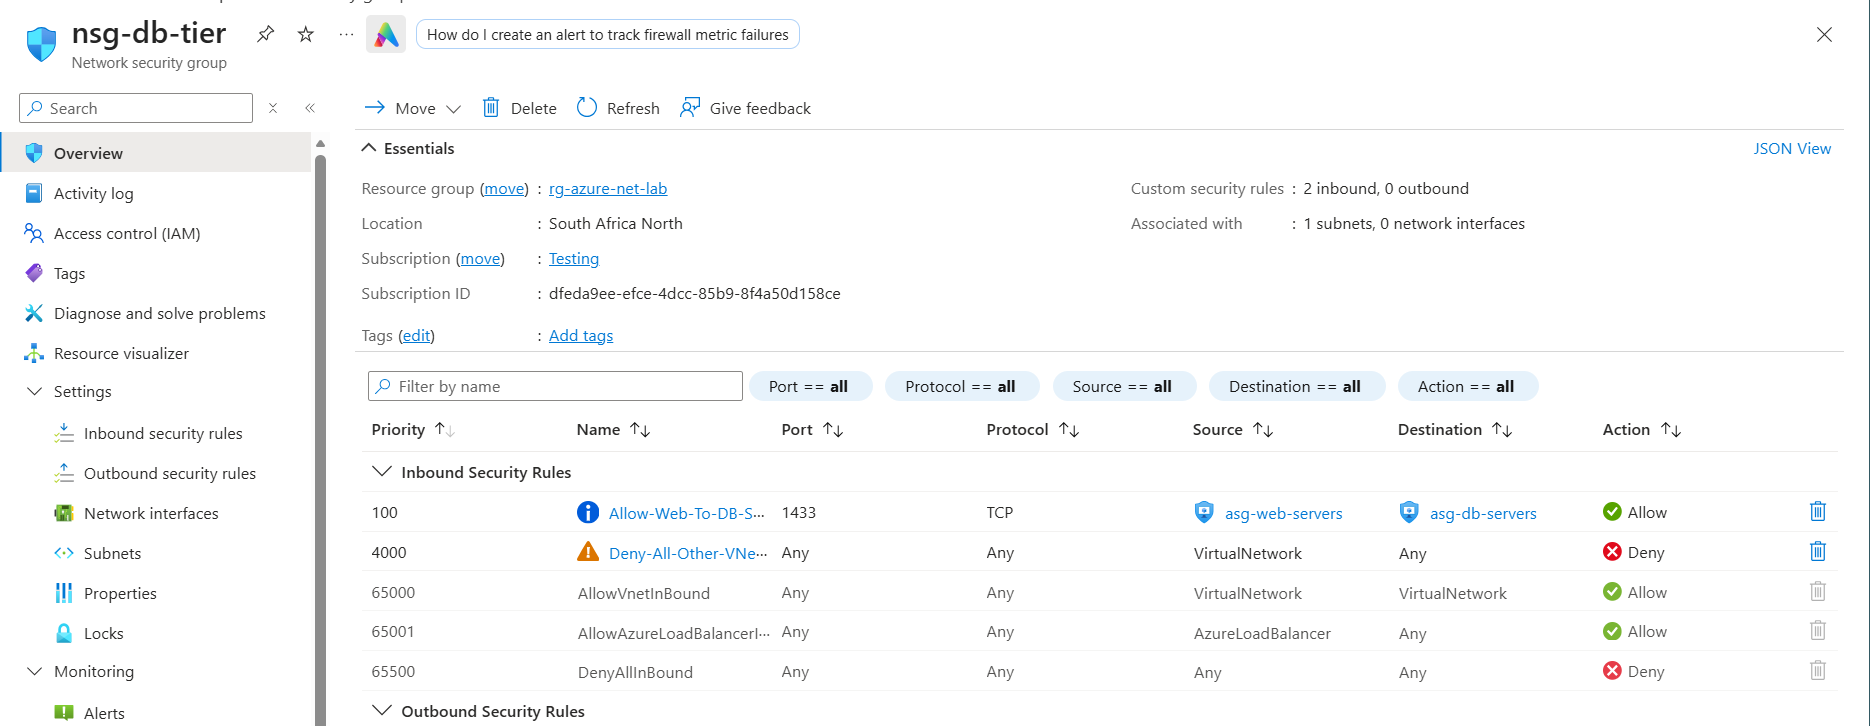 nsg-db-tier
Network security group
How do I create an alert to track firewall metric failures
Search
Overview
Activity log
Access control (IAM)
Tags
Diagnose and solve problems
Resource visualizer
Settings
Inbound security rules
Outbound security rules
Network interfaces
Subnets
Properties
Locks
Monitoring
Alerts
Move Delete Refresh Give feedback
Essentials JSON View
Resource group (move) : rg-azure-net-lab
Location : South Africa North
Subscription (move) : Testing
Subscription ID : dfeda9ee-efce-4dcc-85b9-8f4a50d158ce
Tags (edit) : Add tags
Custom security rules : 2 inbound, 0 outbound
Associated with : 1 subnets, 0 network interfaces
Filter by name Port == all Protocol == all Source == all Destination == all Action == all
Priority Name Port Protocol Source Destination Action
Inbound Security Rules
100 Allow-Web-To-DB-S... 1433 TCP asg-web-servers asg-db-servers Allow
4000 Deny-All-Other-VNe... Any Any VirtualNetwork Any Deny
65000 AllowVnetInBound Any Any VirtualNetwork VirtualNetwork Allow
65001 AllowAzureLoadBalancerI... Any Any AzureLoadBalancer Any Allow
65500 DenyAllInBound Any Any Any Any Deny
Outbound Security Rules